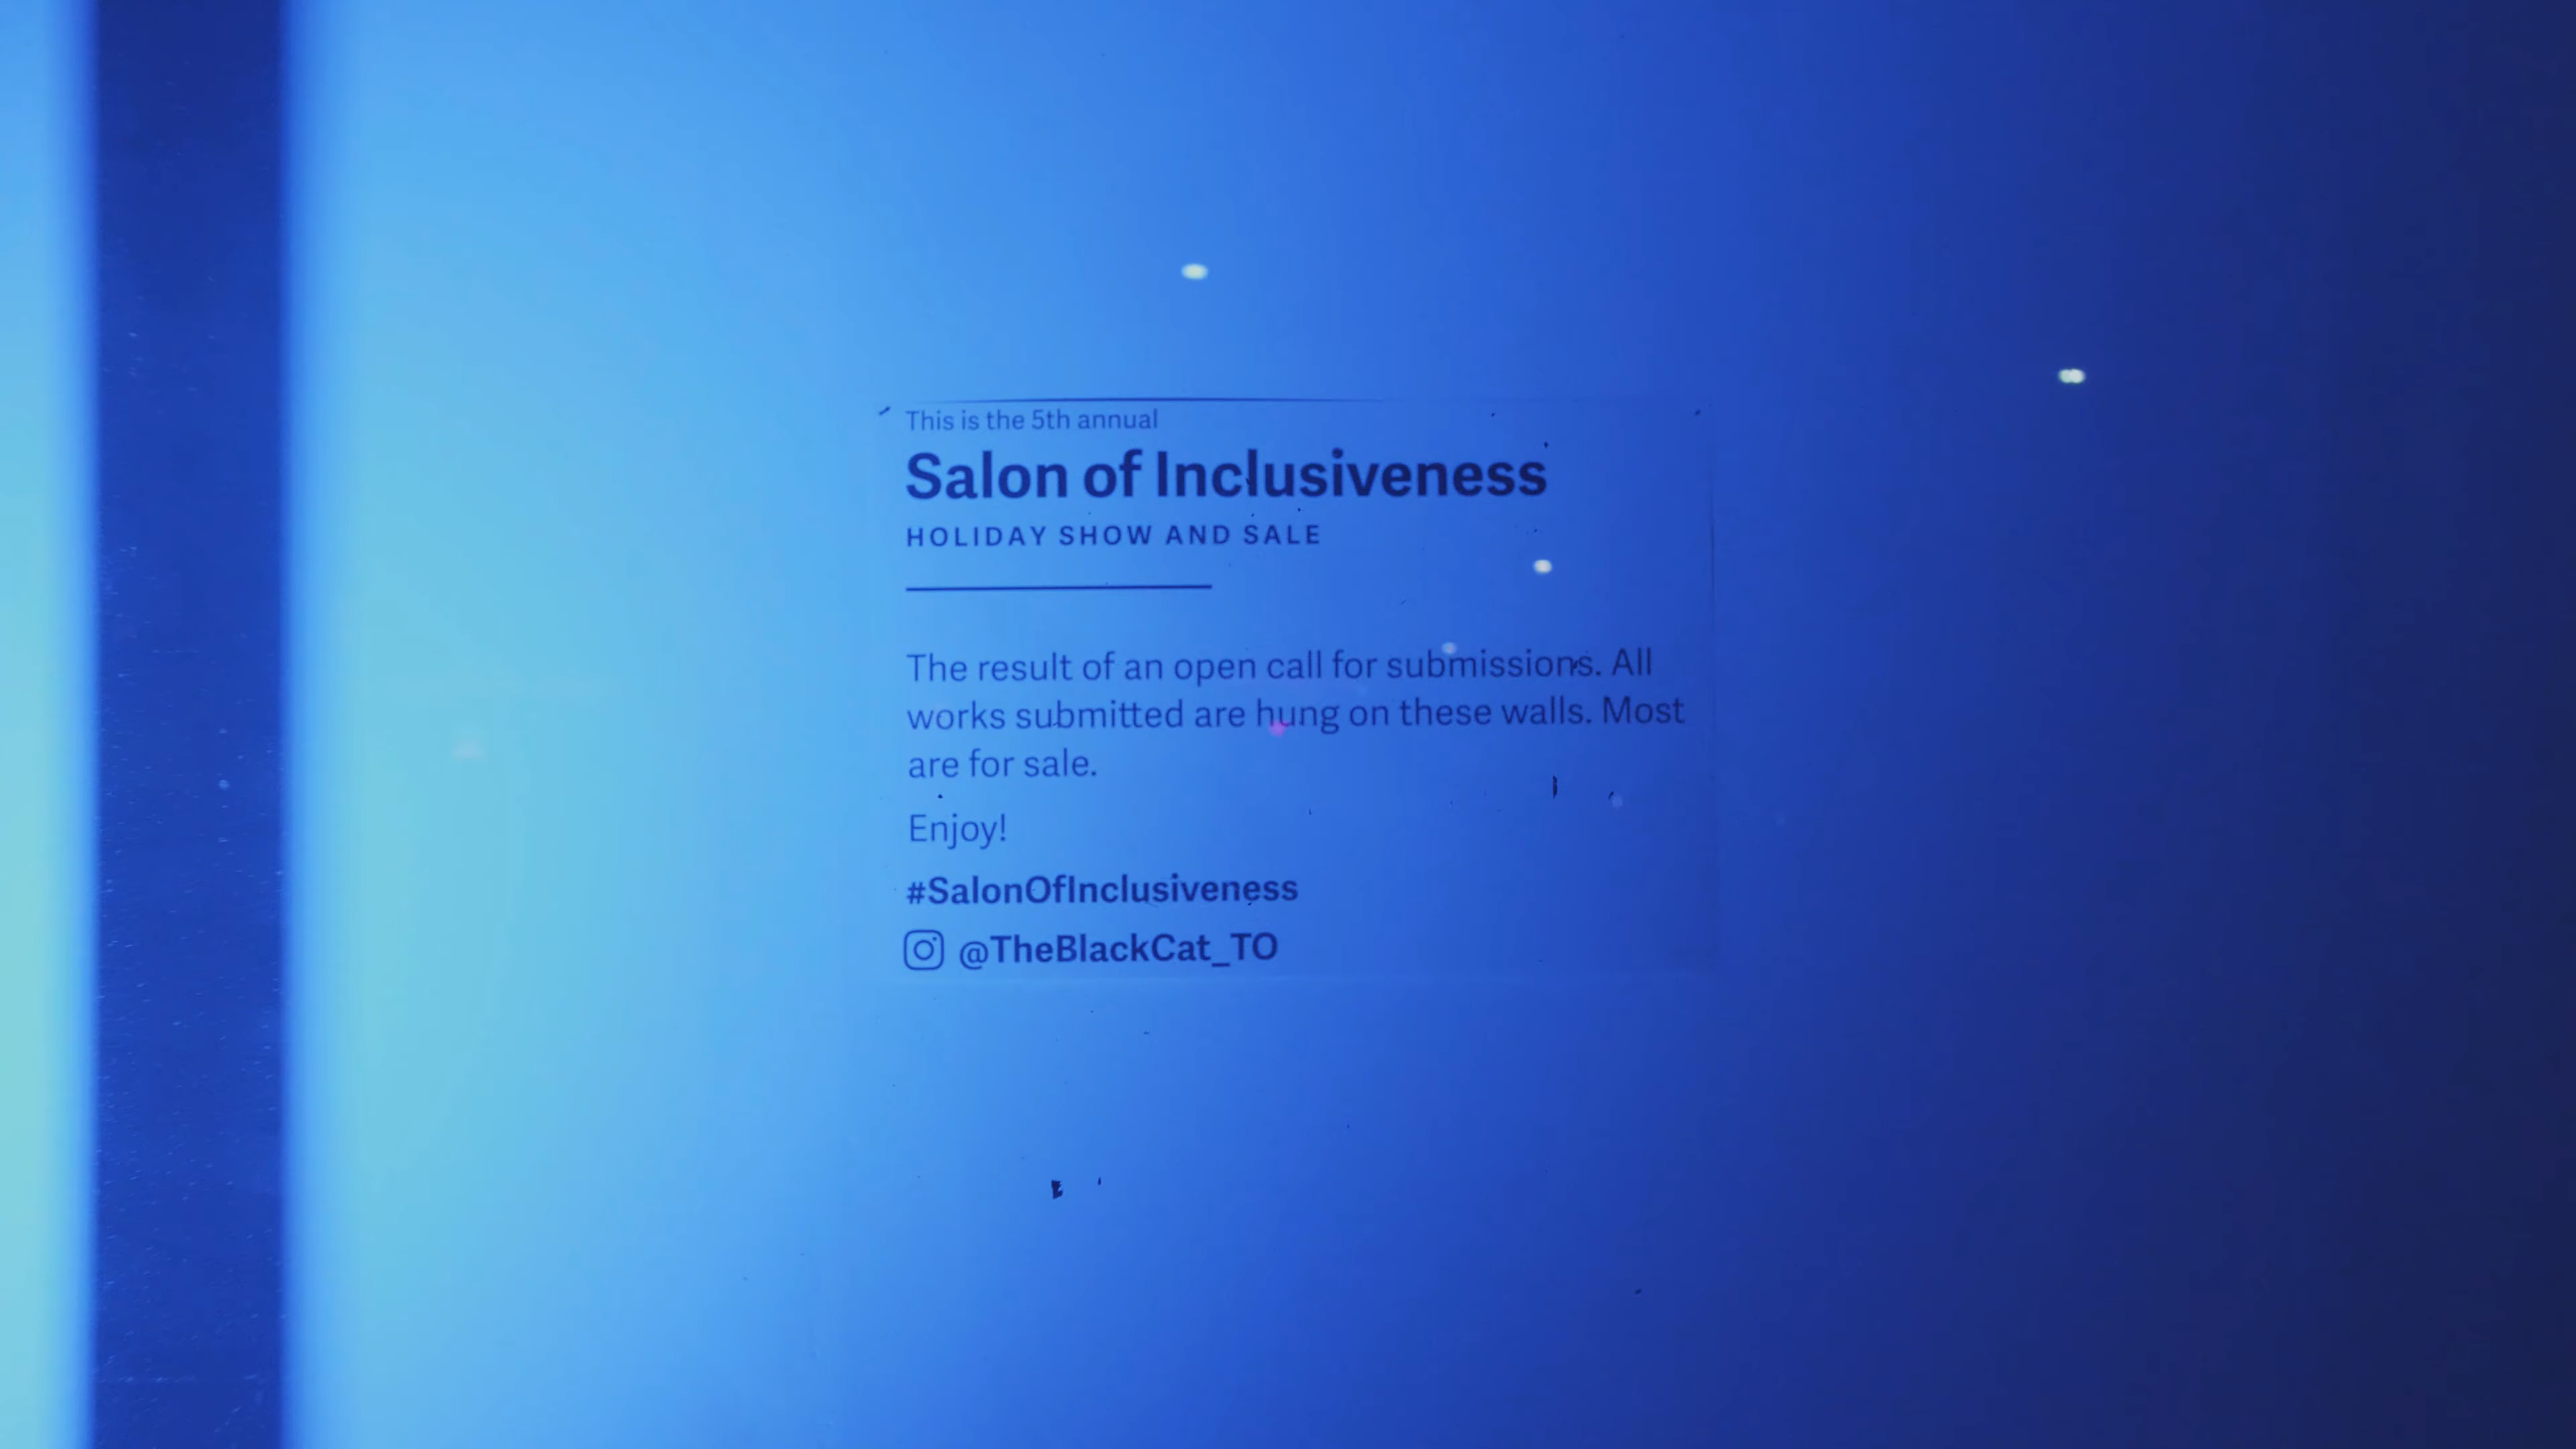 This is the 5th annual
Salon of Inclusiveness
HOLIDAY SHOW AND SALE
The result of an open call for submissions. All
works submitted are hung on these walls. Most
are for sale.
Enjoy!
#SalonOfInclusiveness
@TheBlackCat_TO